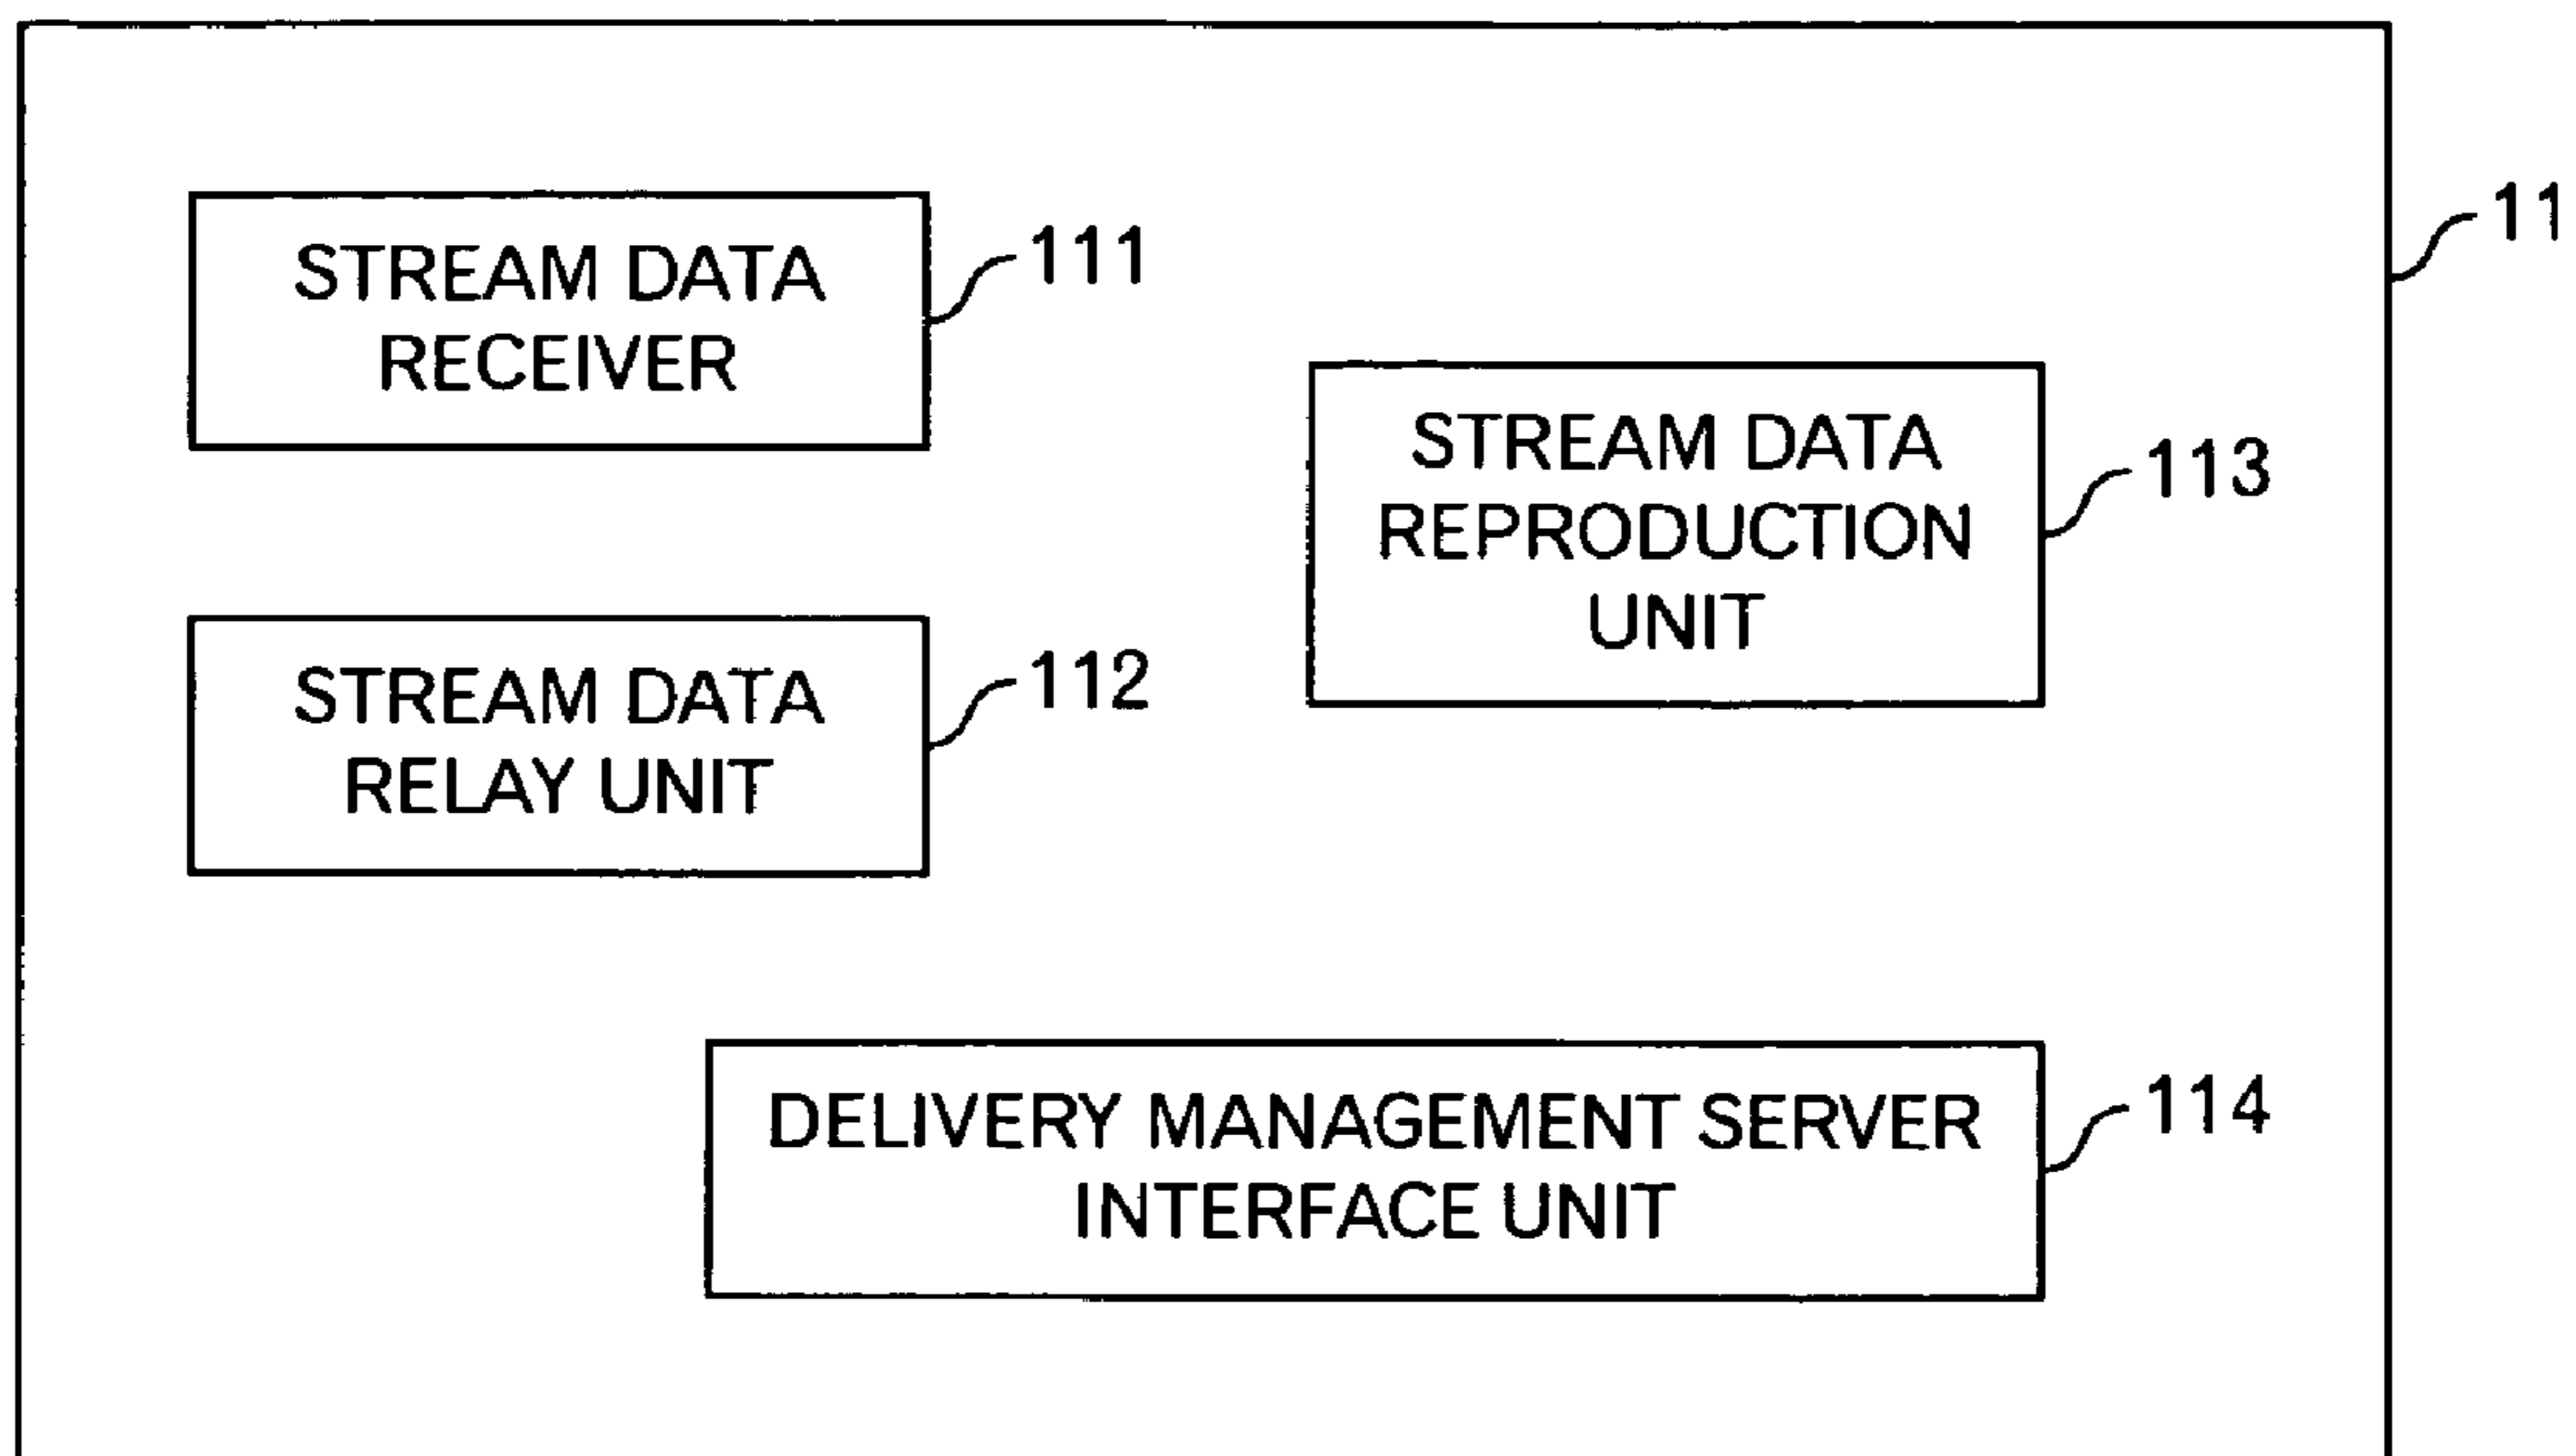 11
STREAM DATA
RECEIVER
111
STREAM DATA
REPRODUCTION
UNIT
113
STREAM DATA
RELAY UNIT
112
DELIVERY MANAGEMENT SERVER
INTERFACE UNIT
114